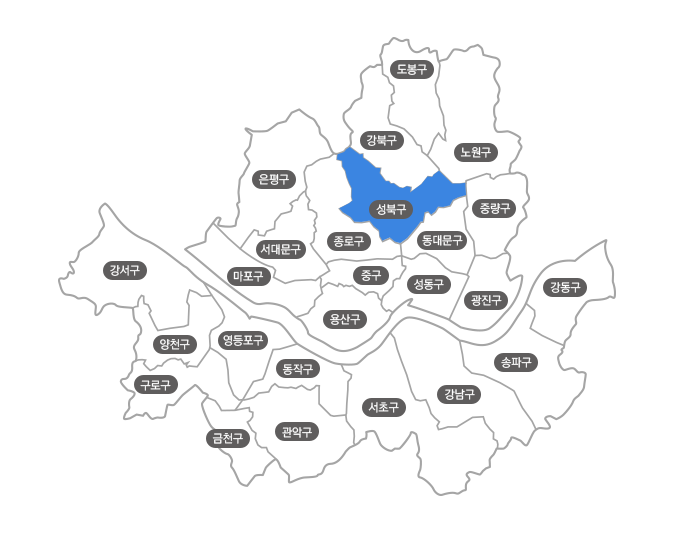 도봉구
강북구
노원구
은평구
성북구
중랑구
종로구
동대문구
서대문구
강서구
마포구
중구
성동구
강동구
광진구
용산구
양천구
영등포구
송파구
동작구
구로구
강남구
서초구
관악구
금천구